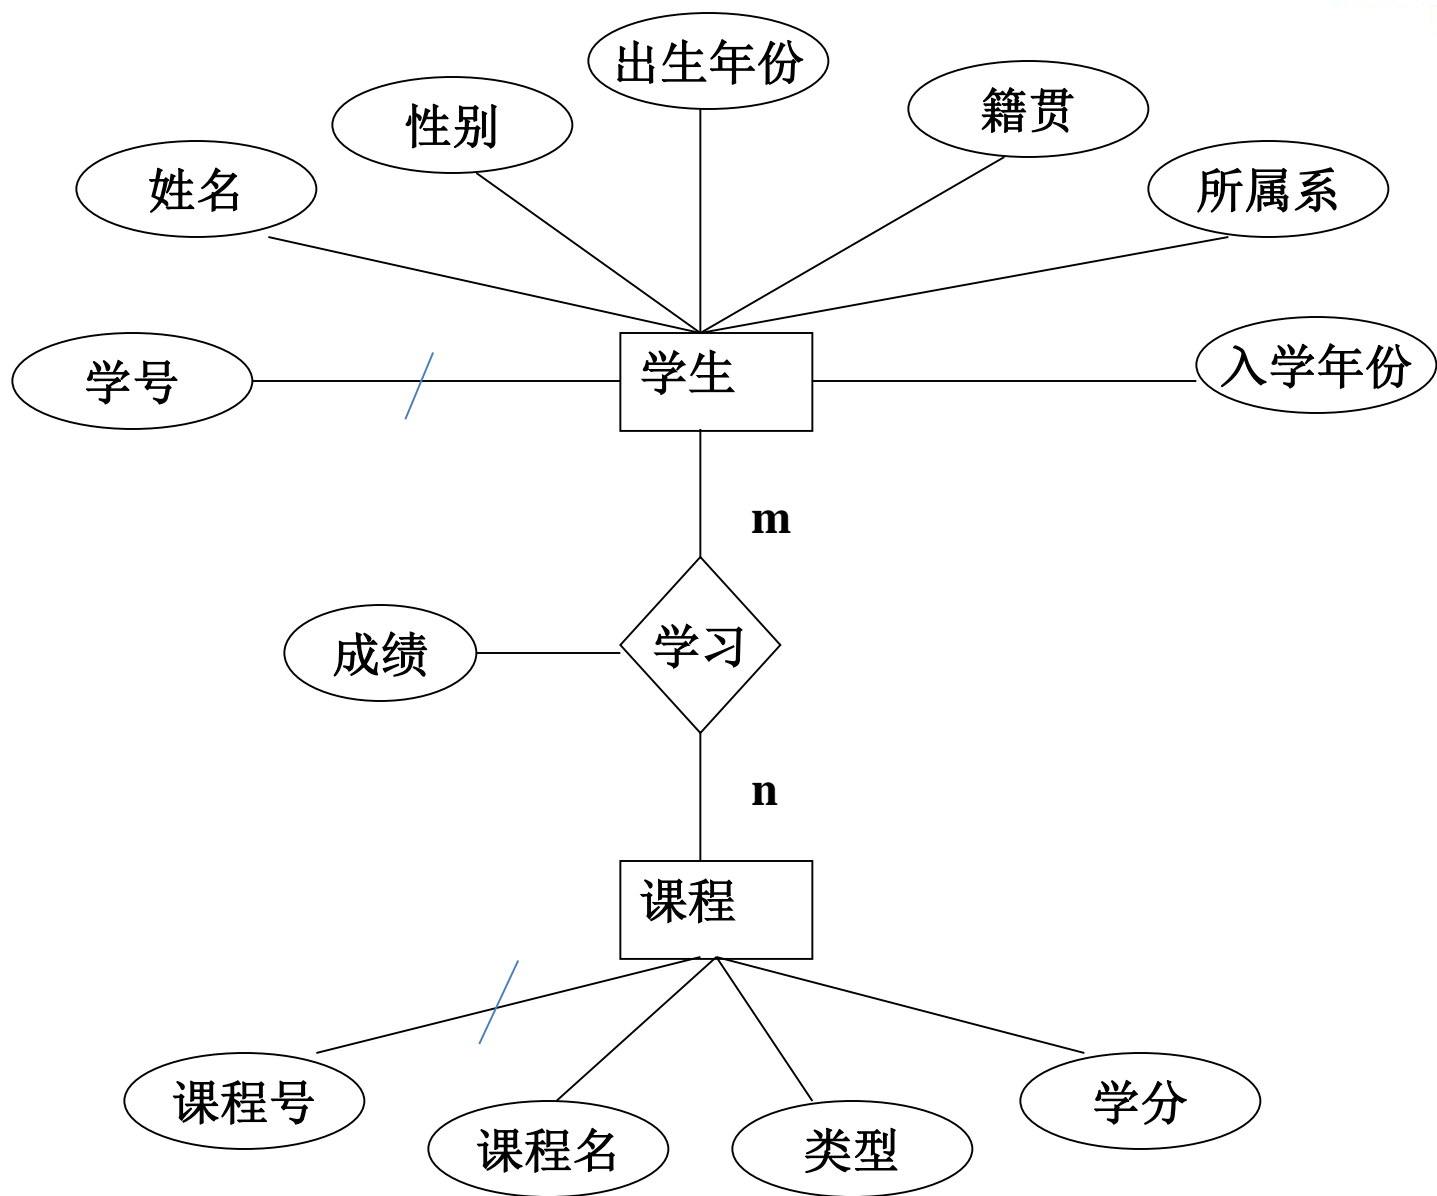 出生年份
籍贯
性别
姓名
所属系
学号
学生
入学年份
m
成绩
学习
n
课程
课程号
课程名
类型
学分